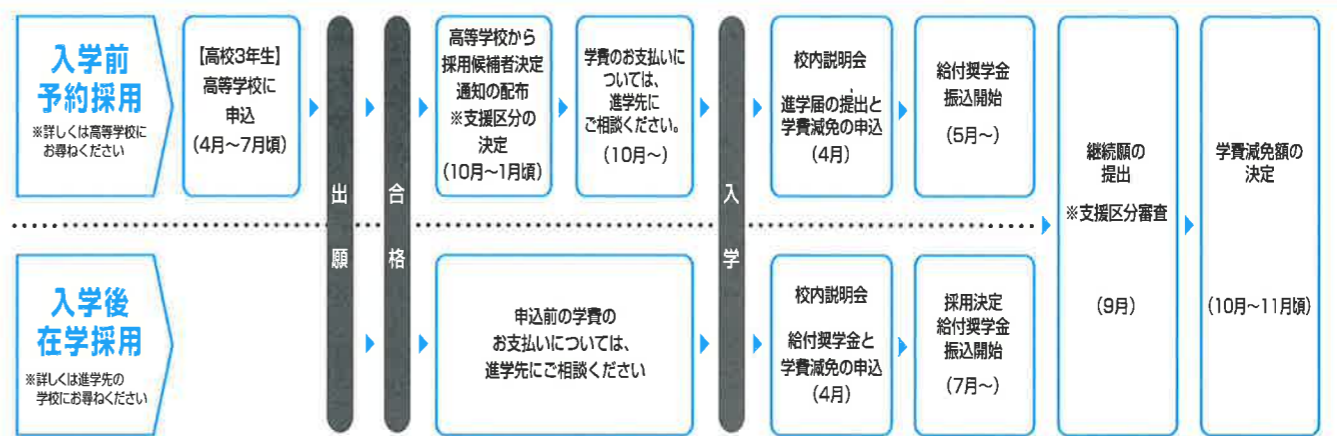 入学前
予約採用
※詳しくは高等学校に
お尋ねください
【高校3年生】
高等学校に
申込
(4月～7月頃)
出願
合格
高等学校から
採用候補者決定
通知の配布
※支援区分の
決定
(10月～1月頃)
学費のお支払いに
ついては、
進学先に
ご相談ください。
(10月～)
入学
校内説明会
進学届の提出と
学費減免の申込
(4月)
給付奨学金
振込開始
(5月～)
継続願の
提出
※支援区分審査
(9月)
学費減免額の
決定
(10月～11月頃)
入学後
在学採用
※詳しくは進学先の
学校にお尋ねください
申込前の学費の
お支払いについては、
進学先にご相談ください
校内説明会
給付奨学金と
学費減免の申込
(4月)
採用決定
給付奨学金
振込開始
(7月～)